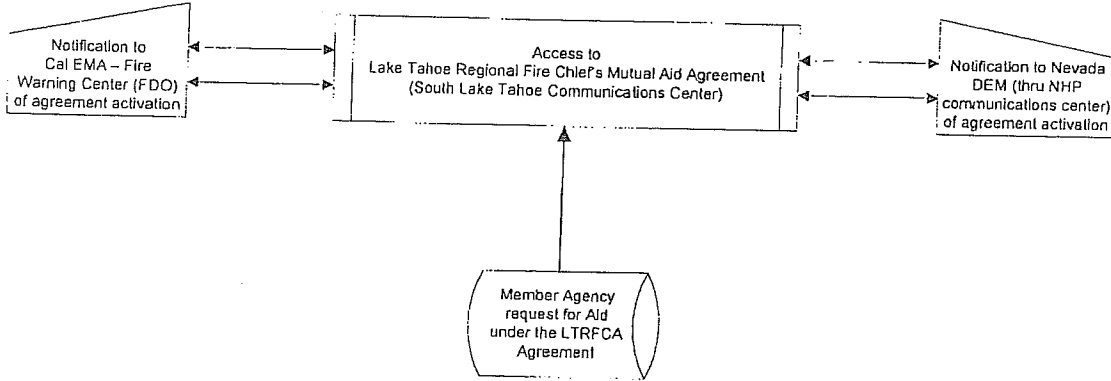 Notification to
Cal EMA – Fire
Warning Center (FDO)
of agreement activation
Access to
Lake Tahoe Regional Fire Chief's Mutual Aid Agreement
(South Lake Tahoe Communications Center)
Notification to Nevada
DEM (thru NHP
communications center)
of agreement activation
Member Agency
request for Aid
under the LTRFCA
Agreement